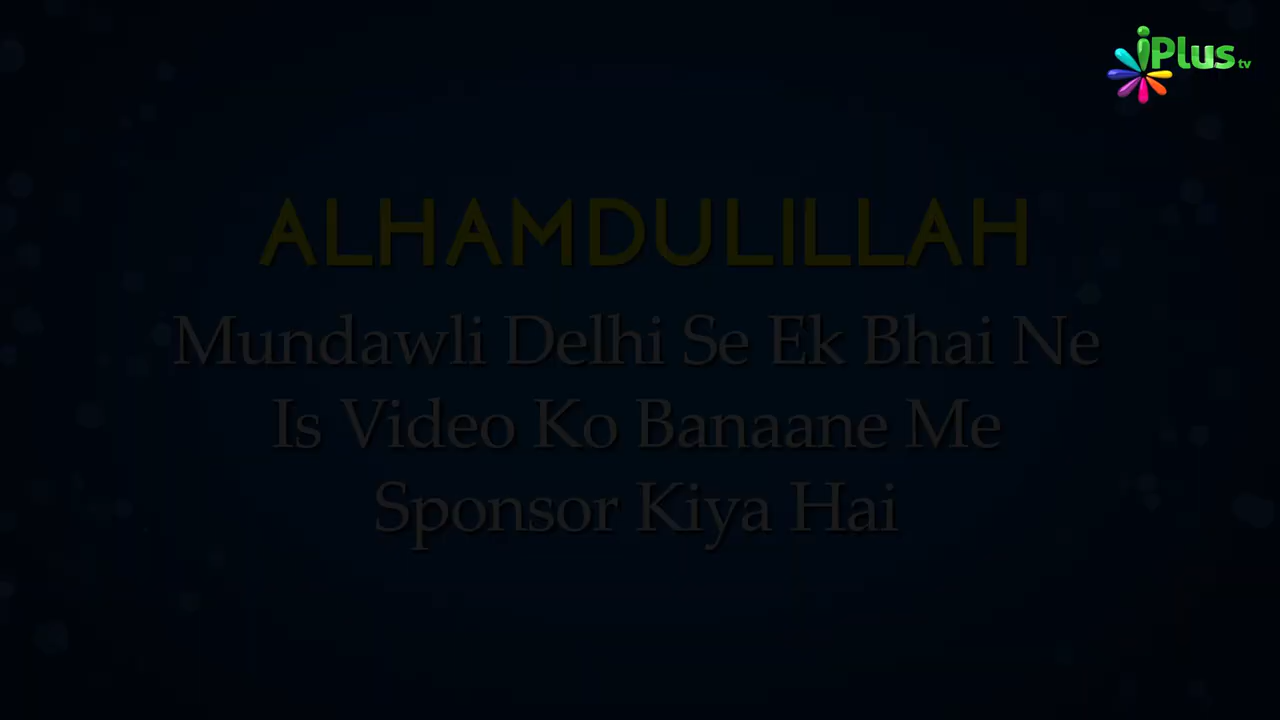 iPlus tv
ALHAMDULILLAH
Mundawli Delhi Se Ek Bhai Ne
Is Video Ko Banaane Me
Sponsor Kiya Hai